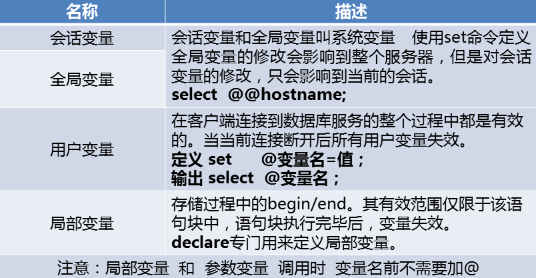 名称 描述
会话变量
全局变量
会话变量和全局变量叫系统变量 使用set命令定义
全局变量的修改会影响到整个服务器，但是对会话
变量的修改，只会影响到当前的会话。
select @@hostname;
用户变量
在客户端连接到数据库服务的整个过程中都是有效
的。当当前连接断开后所有用户变量失效。
定义 set @变量名=值；
输出 select @变量名；
局部变量
存储过程中的begin/end。其有效范围仅限于该语
句块中，语句块执行完毕后，变量失效。
declare专门用来定义局部变量。
注意：局部变量 和 参数变量 调用时 变量名前不需要加@